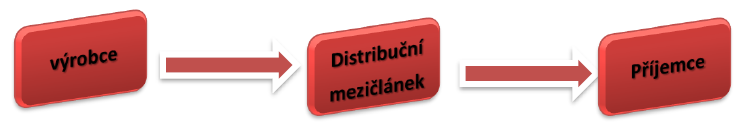 výrobce
Distribuční
mezičlánek
Příjemce